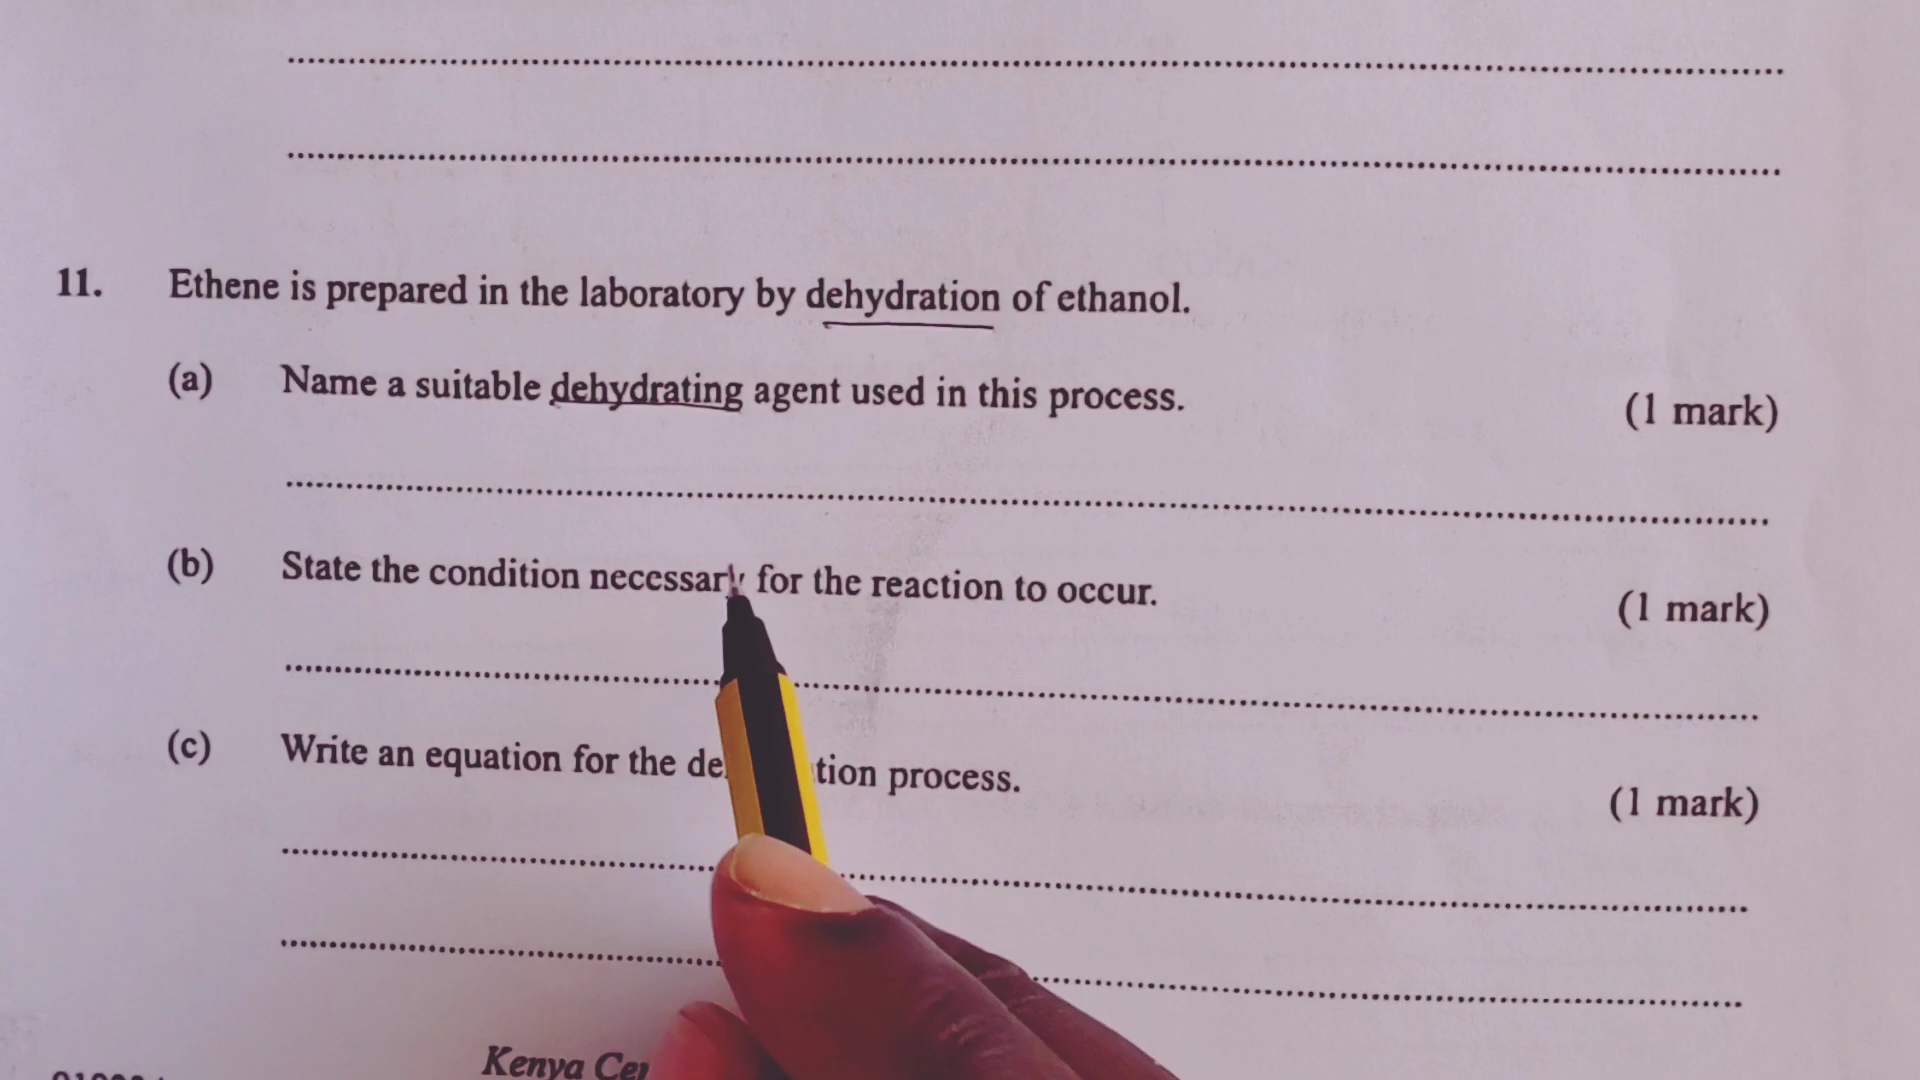 11. Ethene is prepared in the laboratory by dehydration of ethanol.
(a) Name a suitable dehydrating agent used in this process. (1 mark)
(b) State the condition necessary for the reaction to occur. (1 mark)
(c) Write an equation for the de tion process. (1 mark)
Kenya